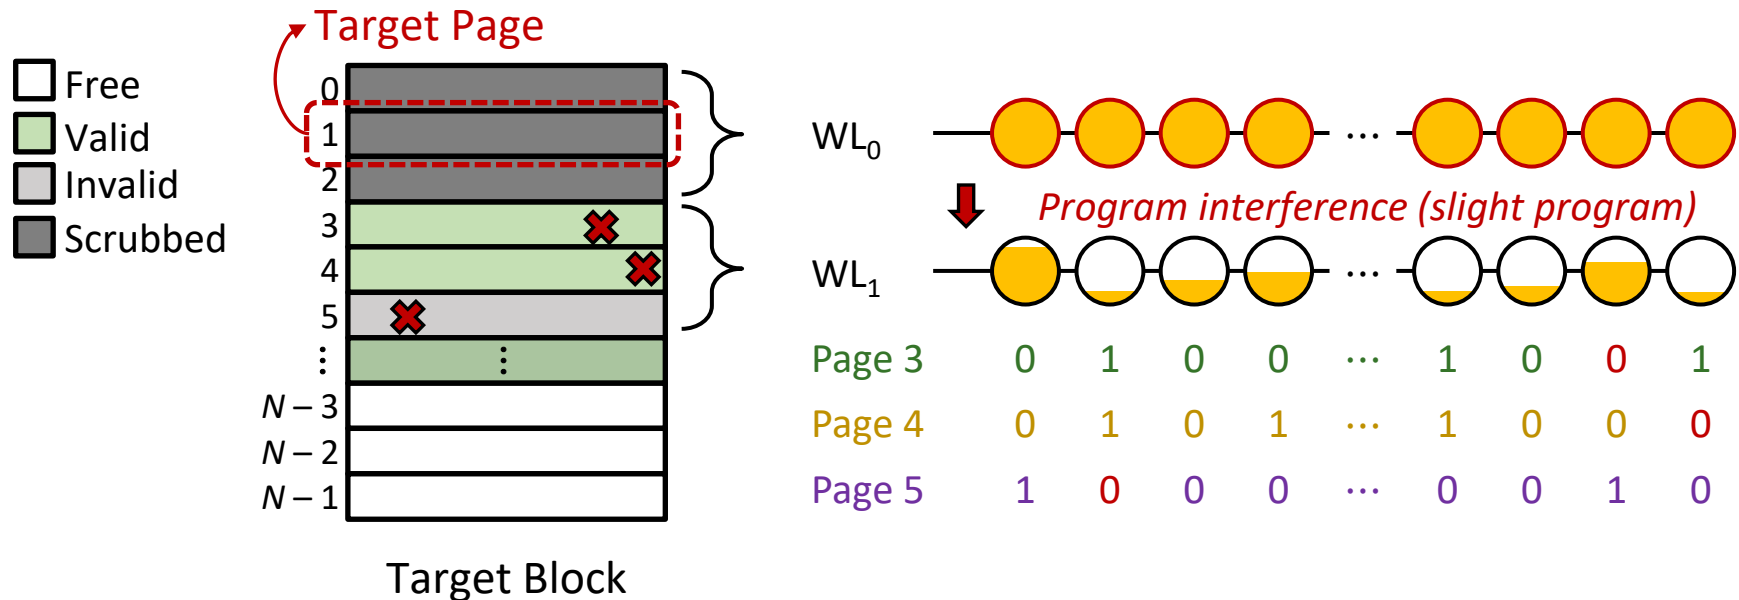 Target Page
Free
Valid
Invalid
Scrubbed
0
1
2
3
4
5
⋮ ⋮
N – 3
N – 2
N – 1
Target Block
WL₀ ⋯
Program interference (slight program)
WL₁ ⋯
Page 3 0 1 0 0 ⋯ 1 0 0 1
Page 4 0 1 0 1 ⋯ 1 0 0 0
Page 5 1 0 0 0 ⋯ 0 0 1 0